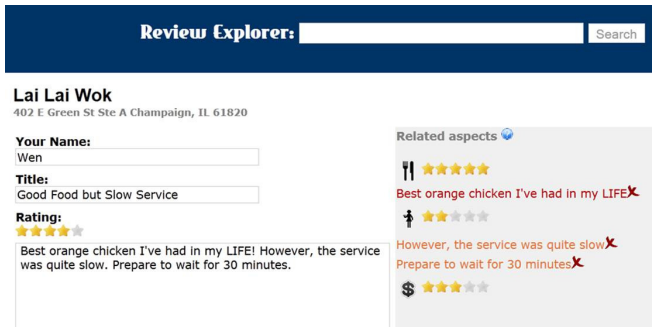 Review Explorer:
Search
Lai Lai Wok
402 E Green St Ste A Champaign, IL 61820
Your Name:
Wen
Title:
Good Food but Slow Service
Rating:
Best orange chicken I've had in my LIFE! However, the service
was quite slow. Prepare to wait for 30 minutes.
Related aspects
Best orange chicken I've had in my LIFE
However, the service was quite slow
Prepare to wait for 30 minutes
$